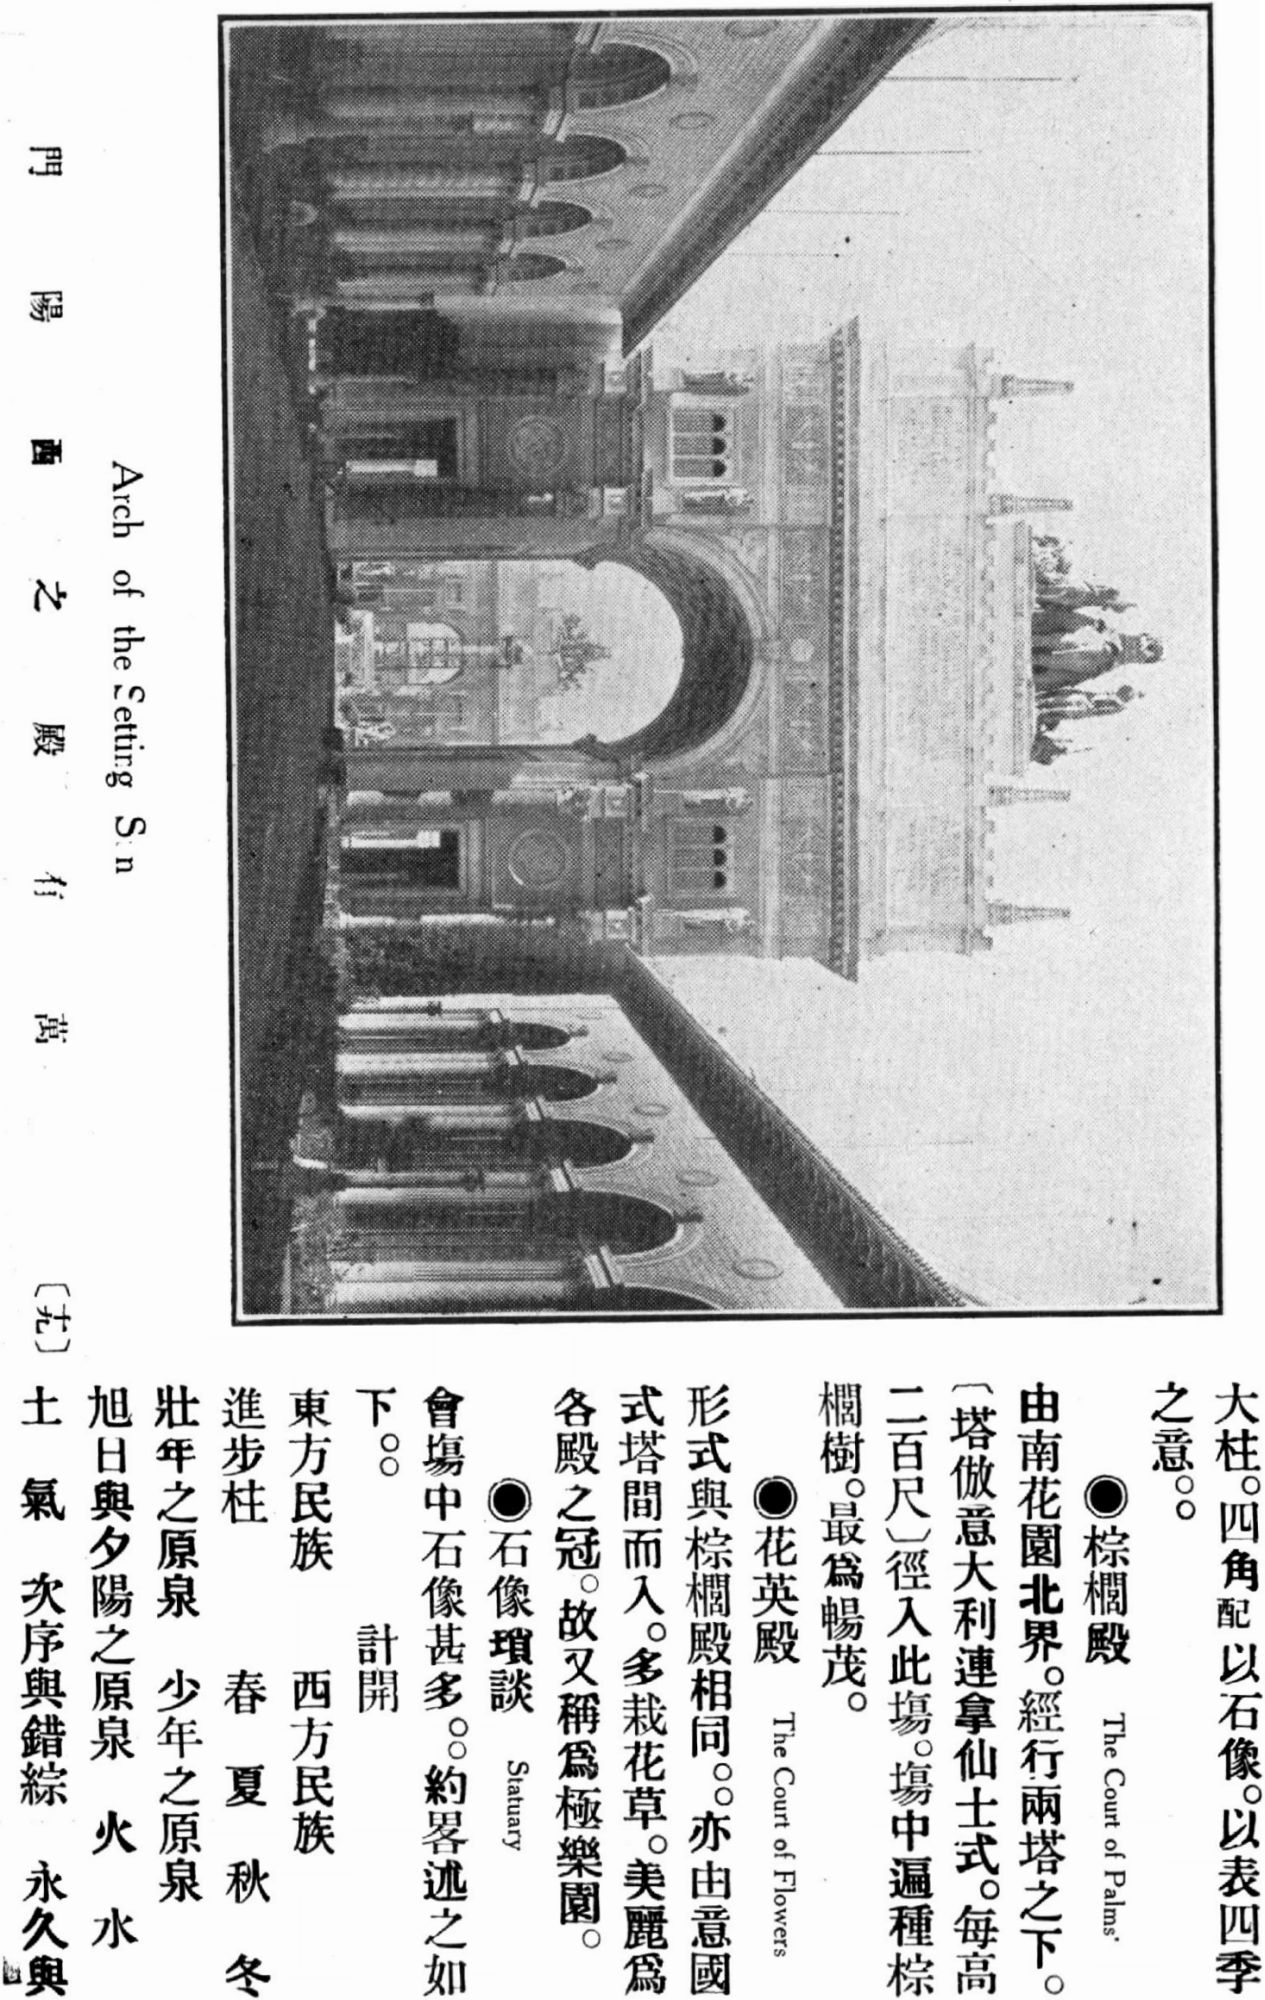 Arch of the Setting Sun
門陽西之殿有萬
〔尤〕
大柱。四角配以石像。以表四季
之意。○
◉棕櫚殿 The Court of Palms'
由南花園北界。經行兩塔之下。
〔塔倣意大利連拿仙士式。每高
二百尺〕徑入此塲。塲中遍種棕
櫚樹。最爲暢茂。
◉花英殿 The Court of Flowers
形式與棕櫚殿相同。○亦由意國
式塔間而入。多栽花草。美麗爲
各殿之冠。故又稱爲極樂園。
◉石像瑣談 Statuary
會塲中石像甚多。○約畧述之如
下。○ 計開
東方民族 西方民族
進步柱 春 夏 秋 冬
壯年之原泉 少年之原泉
旭日與夕陽之原泉 火 水
土 氣 次序與錯綜 永久與